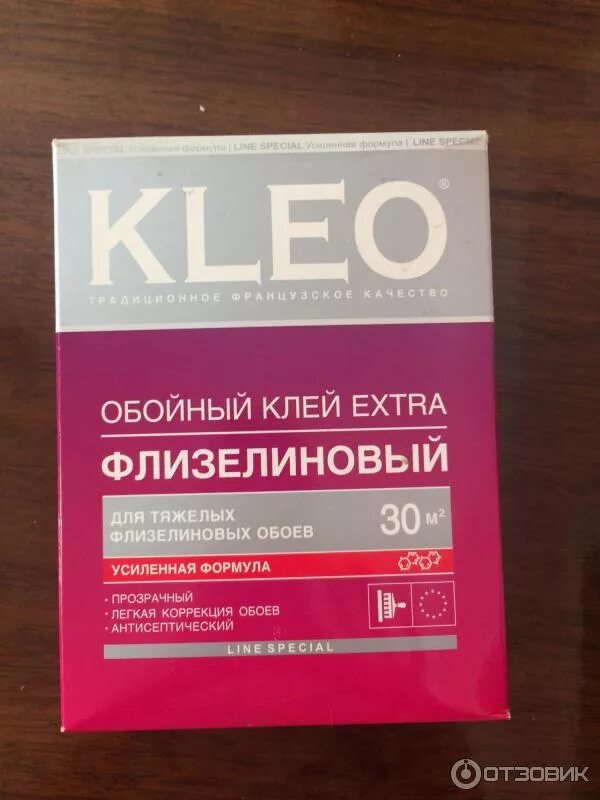 SPECIAL Усиленная формула | LINE SPECIAL Усиленная формула | LINE SPECIAL
KLEO®
ТРАДИЦИОННОЕ ФРАНЦУЗСКОЕ КАЧЕСТВО
ОБОЙНЫЙ КЛЕЙ EXTRA
ФЛИЗЕЛИНОВЫЙ
ДЛЯ ТЯЖЕЛЫХ
ФЛИЗЕЛИНОВЫХ ОБОЕВ
30 м²
УСИЛЕННАЯ ФОРМУЛА
• ПРОЗРАЧНЫЙ
• ЛЕГКАЯ КОРРЕКЦИЯ ОБОЕВ
• АНТИСЕПТИЧЕСКИЙ
LINE SPECIAL
ОТЗОВИК